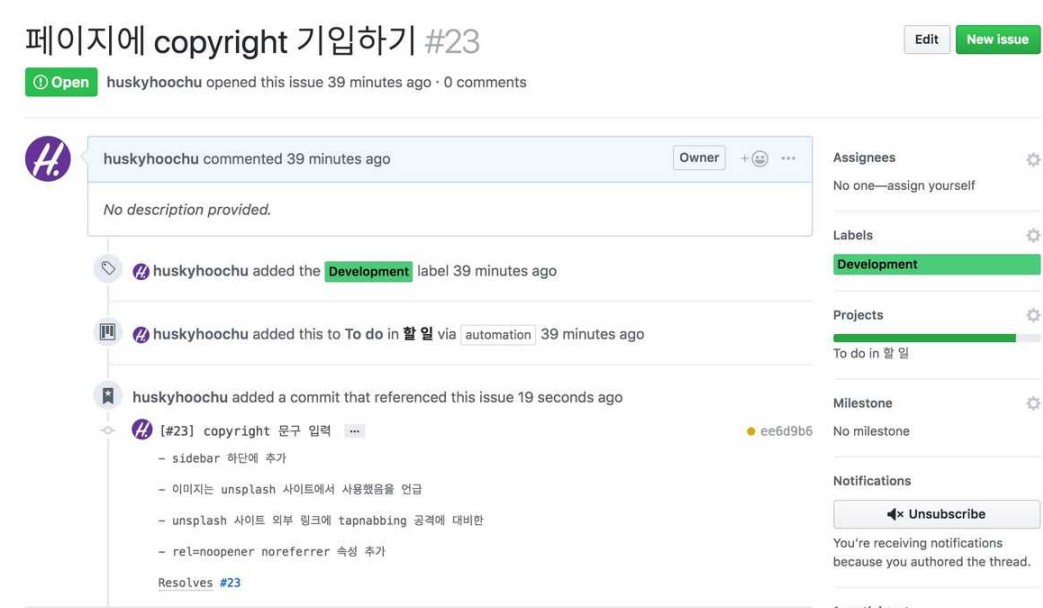 페이지에 copyright 기입하기 #23
Edit
New issue
Open
huskyhoochu opened this issue 39 minutes ago · 0 comments
huskyhoochu commented 39 minutes ago
Owner
No description provided.
huskyhoochu added the Development label 39 minutes ago
huskyhoochu added this to To do in 할 일 via automation 39 minutes ago
huskyhoochu added a commit that referenced this issue 19 seconds ago
[#23] copyright 문구 입력 …
ee6d9b6
- sidebar 하단에 추가
- 이미지는 unsplash 사이트에서 사용했음을 언급
- unsplash 사이트 외부 링크에 tapnabbing 공격에 대비한
- rel=noopener noreferrer 속성 추가
Resolves #23
Assignees
No one—assign yourself
Labels
Development
Projects
To do in 할 일
Milestone
No milestone
Notifications
Unsubscribe
You're receiving notifications
because you authored the thread.